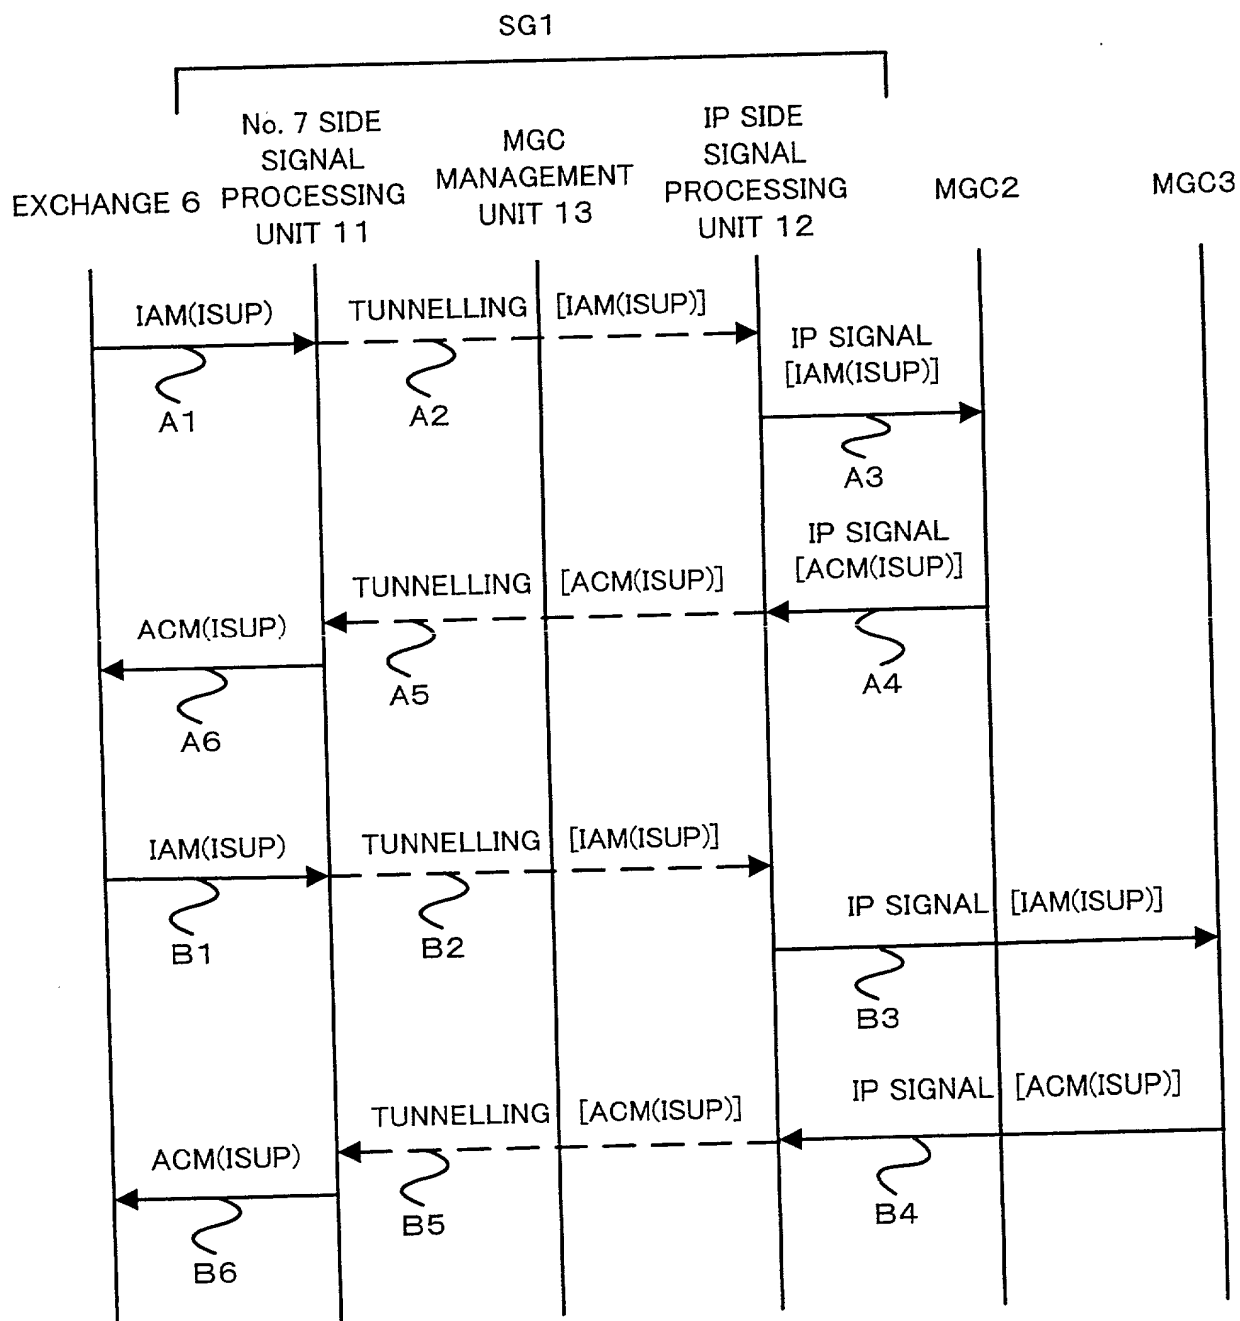 SG1
EXCHANGE 6
No. 7 SIDE
SIGNAL
PROCESSING
UNIT 11
MGC
MANAGEMENT
UNIT 13
IP SIDE
SIGNAL
PROCESSING
UNIT 12
MGC2
MGC3
IAM(ISUP)
A1
TUNNELLING [IAM(ISUP)]
A2
IP SIGNAL
[IAM(ISUP)]
A3
IP SIGNAL
[ACM(ISUP)]
A4
TUNNELLING [ACM(ISUP)]
A5
ACM(ISUP)
A6
IAM(ISUP)
B1
TUNNELLING [IAM(ISUP)]
B2
IP SIGNAL [IAM(ISUP)]
B3
IP SIGNAL [ACM(ISUP)]
B4
TUNNELLING [ACM(ISUP)]
B5
ACM(ISUP)
B6